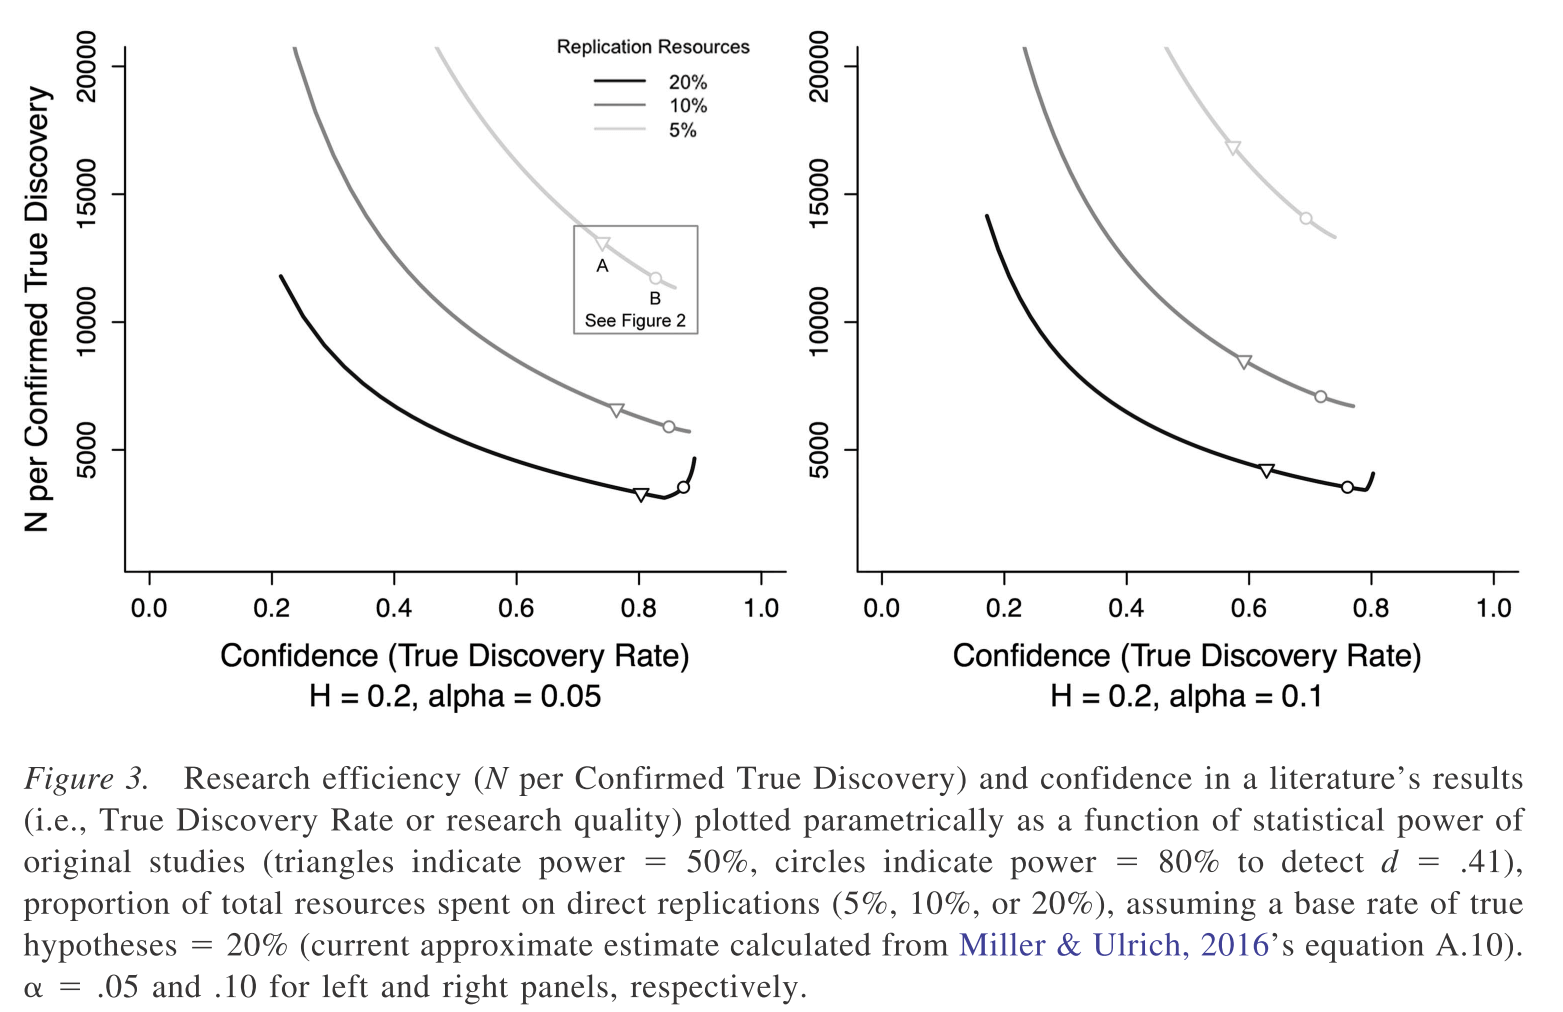 N per Confirmed True Discovery
20000
15000
10000
5000
Replication Resources
20%
10%
5%
A
B
See Figure 2
0.0 0.2 0.4 0.6 0.8 1.0
Confidence (True Discovery Rate)
H = 0.2, alpha = 0.05
20000
15000
10000
5000
0.0 0.2 0.4 0.6 0.8 1.0
Confidence (True Discovery Rate)
H = 0.2, alpha = 0.1
Figure 3. Research efficiency (N per Confirmed True Discovery) and confidence in a literature's results
(i.e., True Discovery Rate or research quality) plotted parametrically as a function of statistical power of
original studies (triangles indicate power = 50%, circles indicate power = 80% to detect d = .41),
proportion of total resources spent on direct replications (5%, 10%, or 20%), assuming a base rate of true
hypotheses = 20% (current approximate estimate calculated from Miller & Ulrich, 2016's equation A.10).
α = .05 and .10 for left and right panels, respectively.